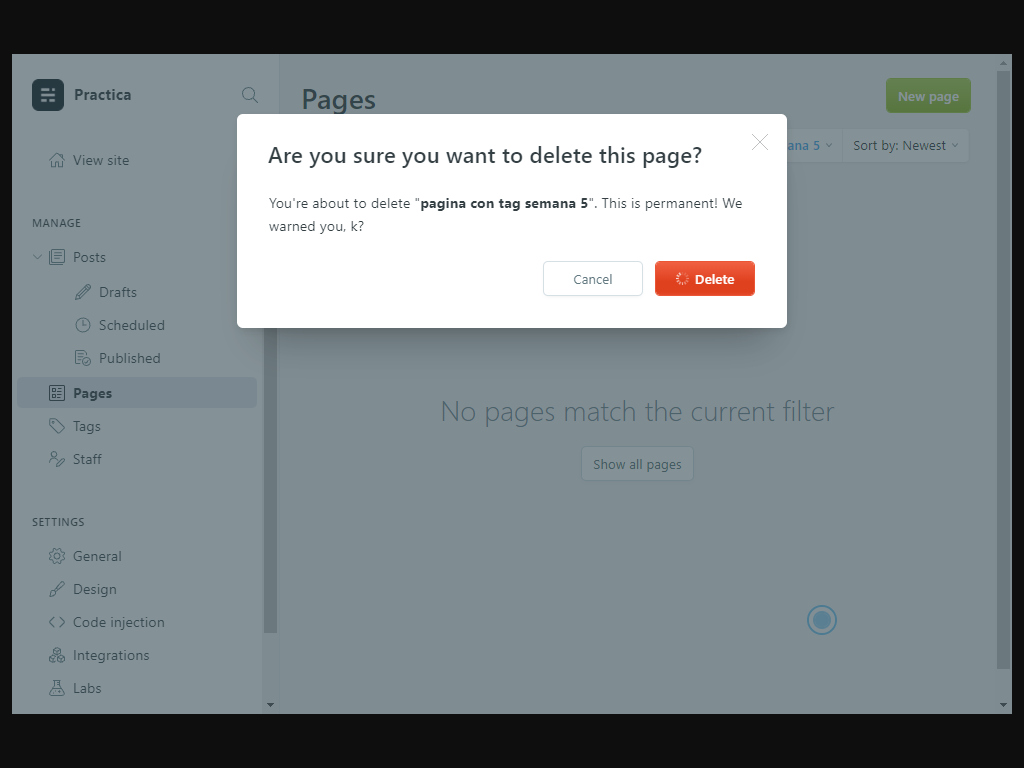 Practica
Pages
New page
ana 5
Sort by: Newest
View site
Are you sure you want to delete this page?
You're about to delete "pagina con tag semana 5". This is permanent! We
warned you, k?
Cancel
Delete
MANAGE
Posts
Drafts
Scheduled
Published
Pages
Tags
Staff
No pages match the current filter
Show all pages
SETTINGS
General
Design
Code injection
Integrations
Labs